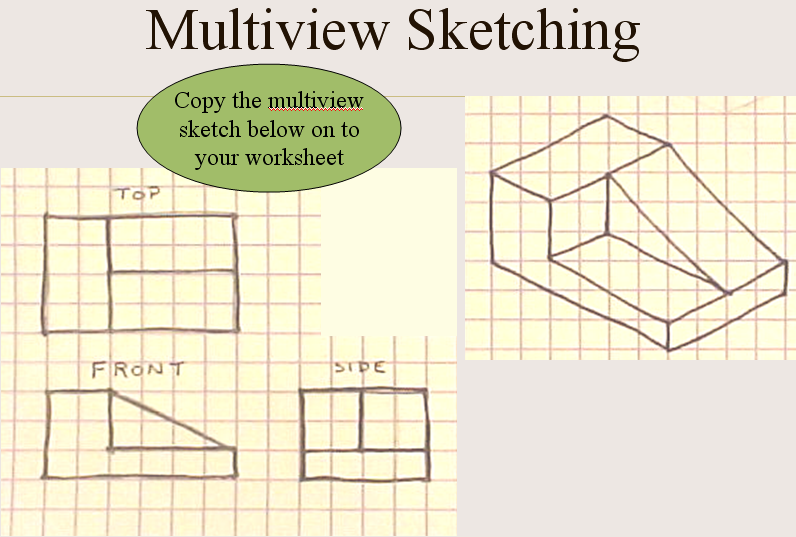 Multiview Sketching
Copy the multiview
sketch below on to
your worksheet
TOP
FRONT
SIDE